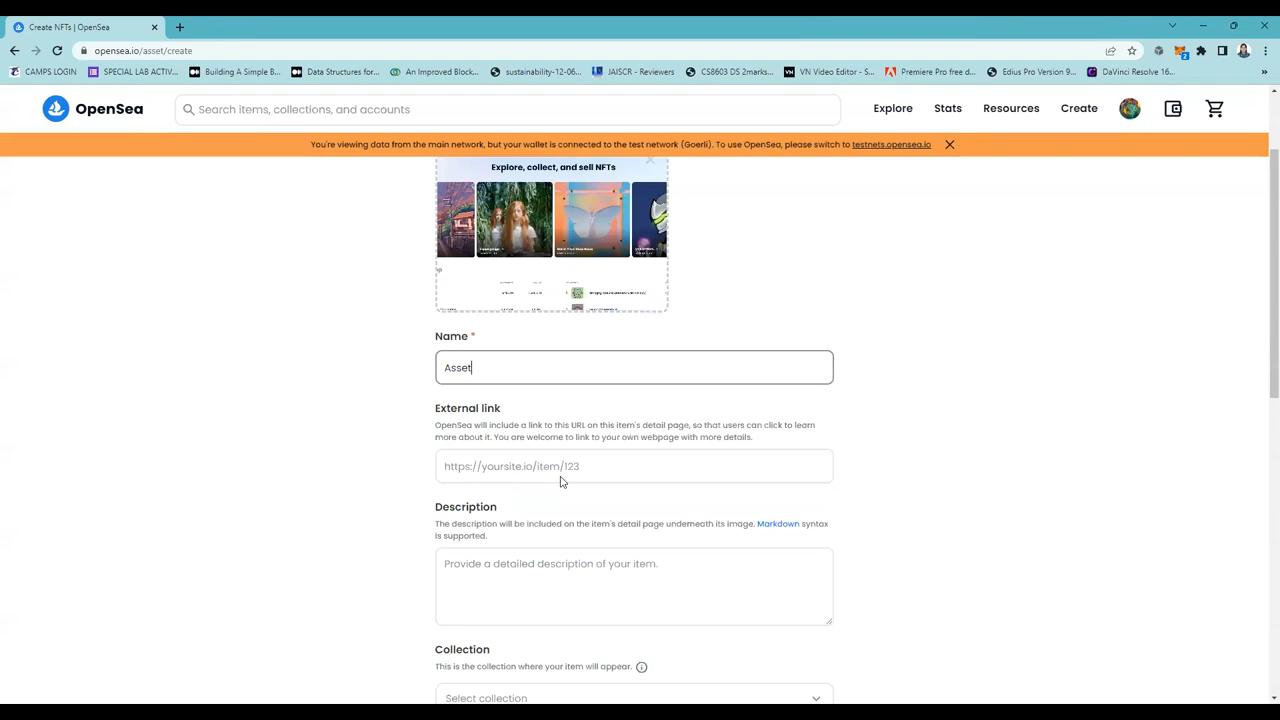 Create NFTs | OpenSea
opensea.io/asset/create
CAMPS LOGIN
SPECIAL LAB ACTIV...
Building A Simple B...
Data Structures for...
An Improved Block...
sustainability-12-06...
JAISCR - Reviewers
CS8603 DS 2marks...
VN Video Editor - S...
Premiere Pro free d...
Edius Pro Version 9...
DaVinci Resolve 16...
OpenSea
Search items, collections, and accounts
Explore
Stats
Resources
Create
2
You're viewing data from the main network, but your wallet is connected to the test network (Goerli). To use OpenSea, please switch to testnets.opensea.io
Explore, collect, and sell NFTs
Name *
Asset
External link
OpenSea will include a link to this URL on this item's detail page, so that users can click to learn
more about it. You are welcome to link to your own webpage with more details.
https://yoursite.io/item/123
Description
The description will be included on the item's detail page underneath its image. Markdown syntax
is supported.
Provide a detailed description of your item.
Collection
This is the collection where your item will appear.
Select collection